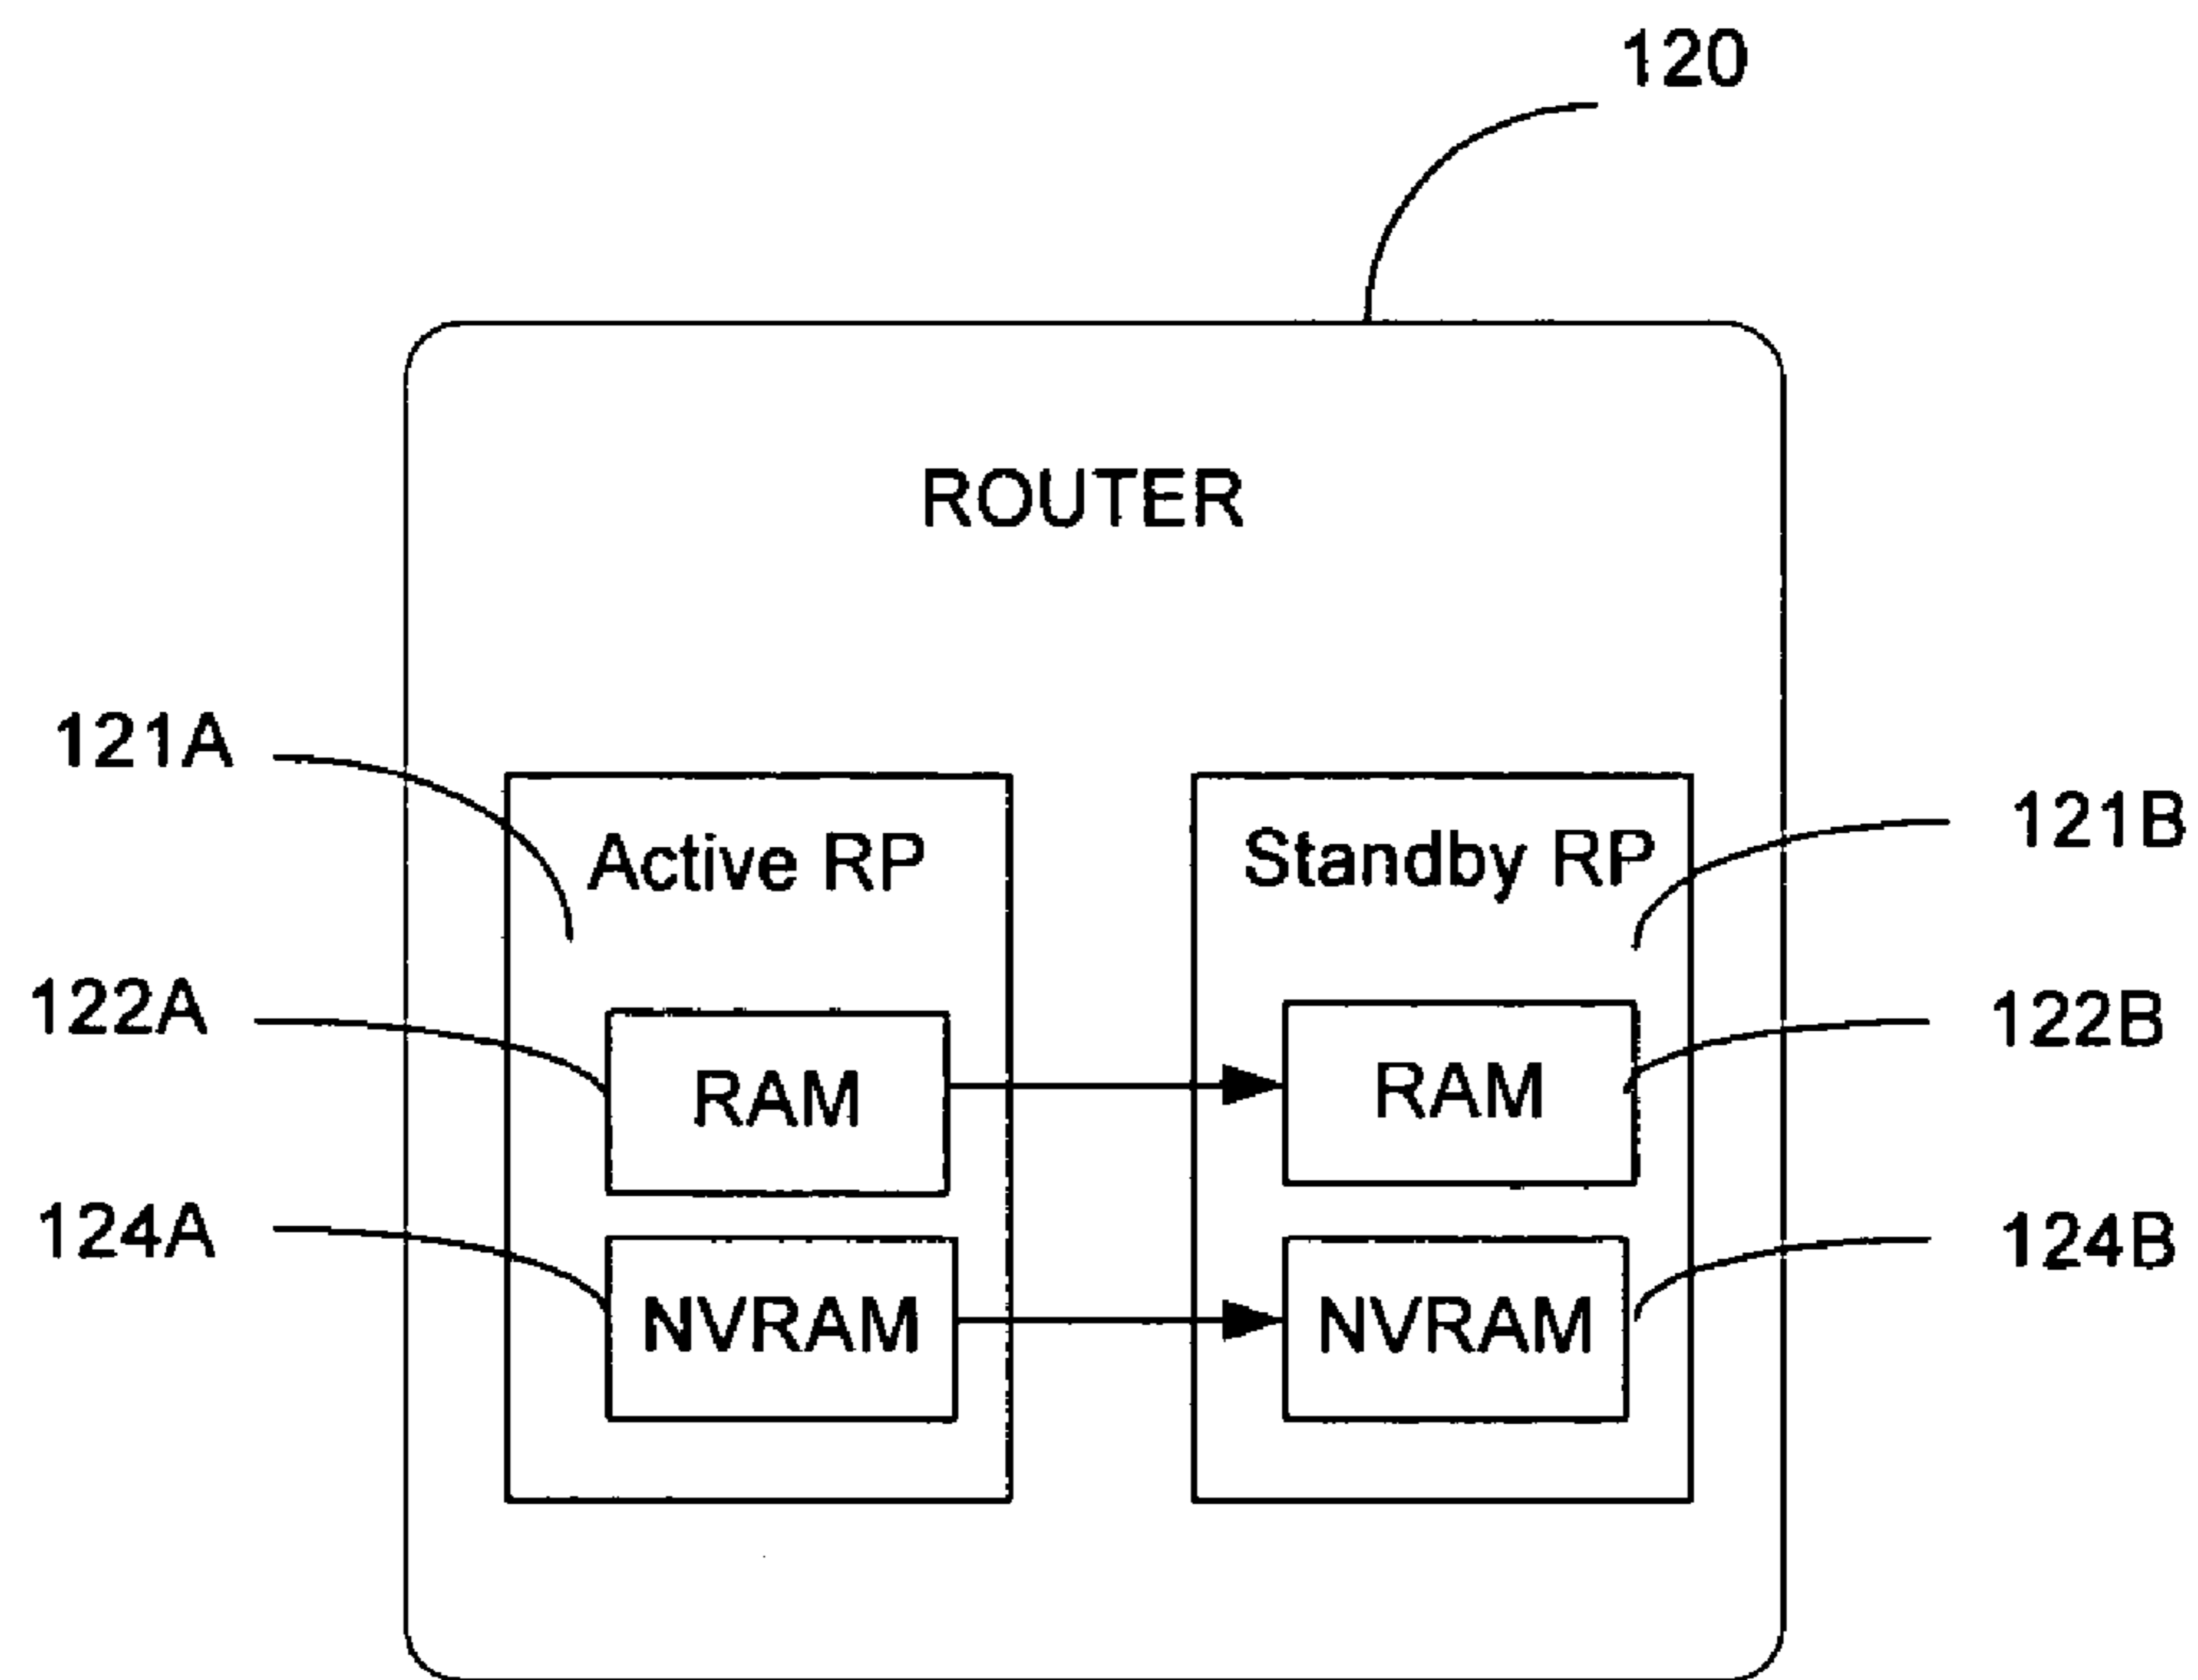 120
ROUTER
121A
121B
Active RP
Standby RP
122A
122B
RAM
RAM
124A
124B
NVRAM
NVRAM